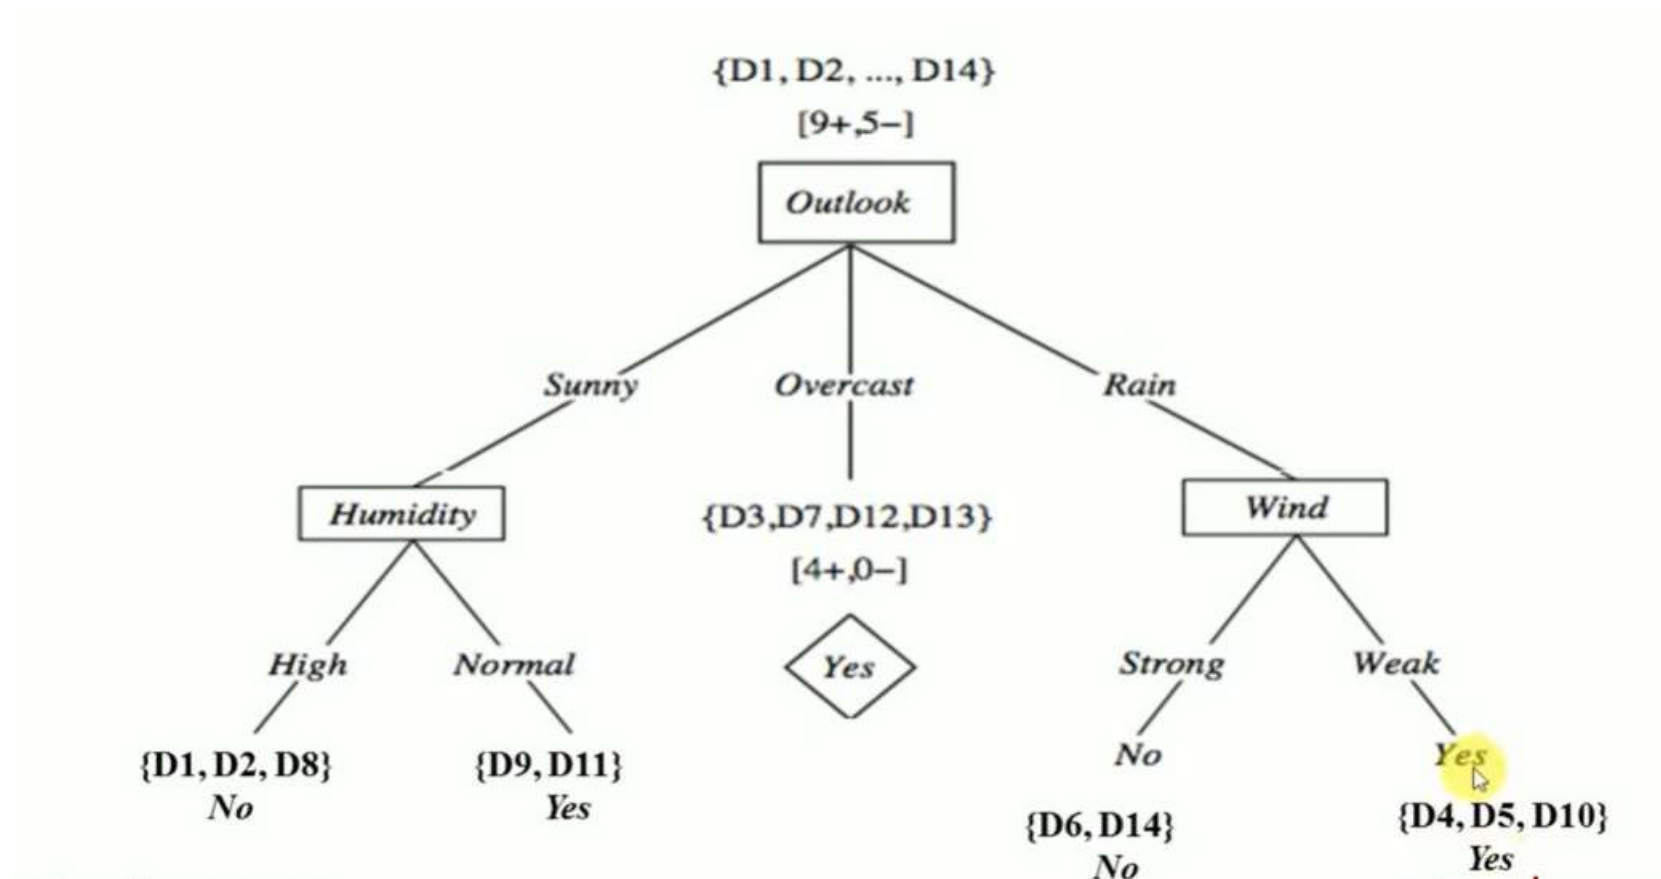 {D1, D2, ..., D14}
[9+,5−]
Outlook
Sunny
Overcast
Rain
Humidity
{D3,D7,D12,D13}
[4+,0−]
Wind
High
Normal
Yes
Strong
Weak
{D1, D2, D8}
No
{D9, D11}
Yes
No
Yes
{D6, D14}
No
{D4, D5, D10}
Yes